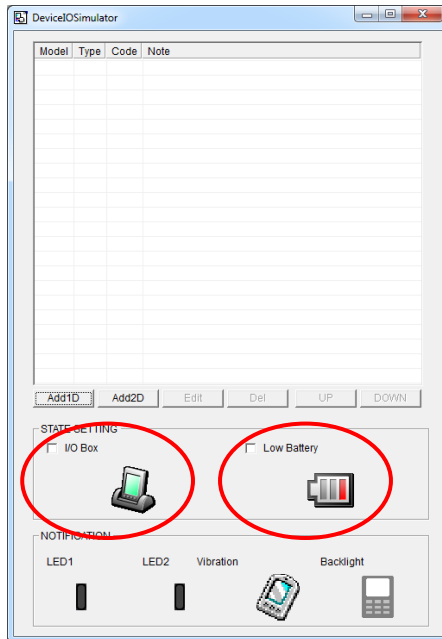 DeviceIOSimulator
Model Type Code Note
Add1D Add2D Edit Del UP DOWN
STATE SETTING
I/O Box Low Battery
NOTIFICATION
LED1 LED2 Vibration Backlight